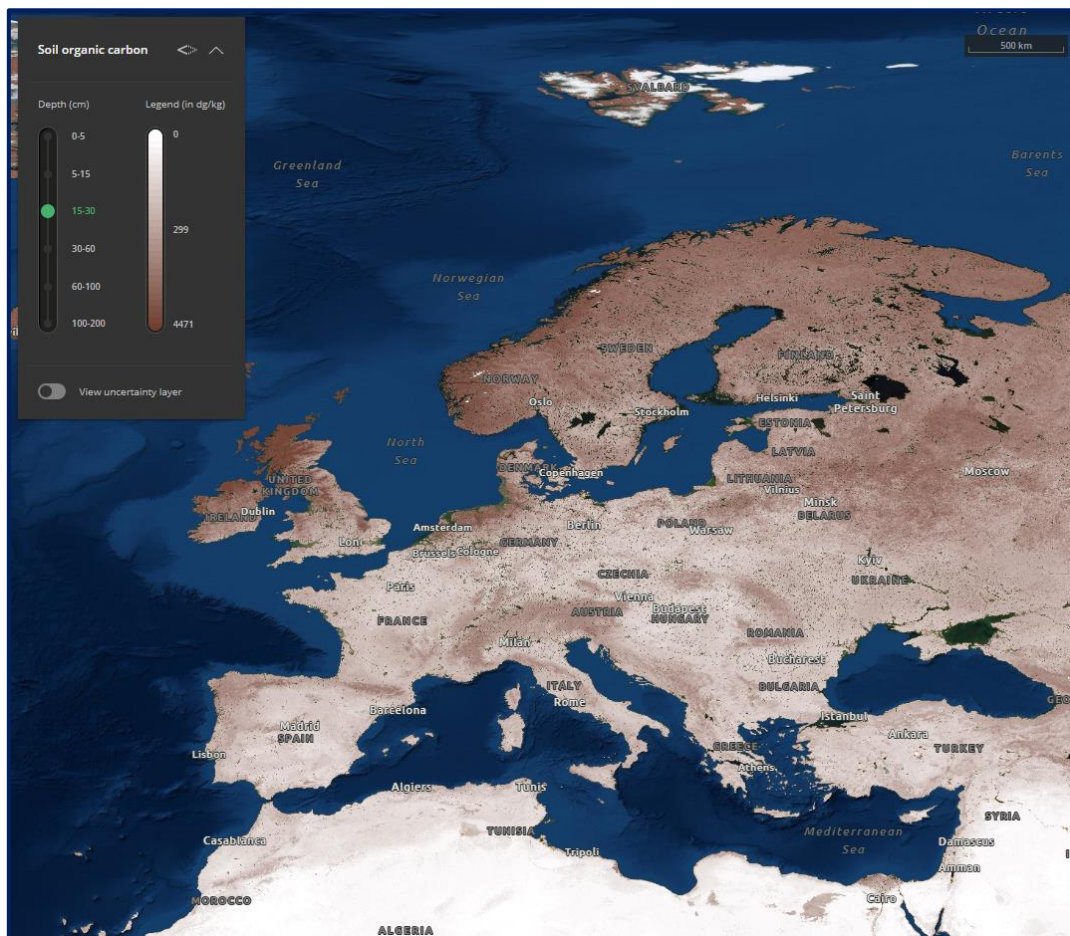 Soil organic carbon
Depth (cm)
Legend (in dg/kg)
0-5
5-15
15-30
30-60
60-100
100-200
0
299
4471
View uncertainty layer
Ocean
500 km
SVALBARD
Greenland
Sea
Barents
Sea
Norwegian
Sea
SWEDEN
FINLAND
NORWAY
Oslo
Stockholm
Helsinki
Saint
Petersburg
ESTONIA
North
Sea
LATVIA
DENMARK
Copenhagen
LITHUANIA
Vilnius
Moscow
UNITED
KINGDOM
IRELAND
Dublin
Minsk
BELARUS
Amsterdam
Berlin
POLAND
Warsaw
Lon
Brussels
Cologne
GERMANY
Kyiv
UKRAINE
CZECHIA
Paris
Vienna
Budapest
HUNGARY
AUSTRIA
FRANCE
ROMANIA
Milan
Bucharest
ITALY
Rome
BULGARIA
Barcelona
Madrid
SPAIN
Istanbul
GEO
Ankara
TURKEY
Lisbon
GREECE
Athens
Algiers
Tunis
SYRIA
Casablanca
TUNISIA
Tripoli
Mediterranean
Sea
Damascus
Amman
MOROCCO
Cairo
ALGERIA